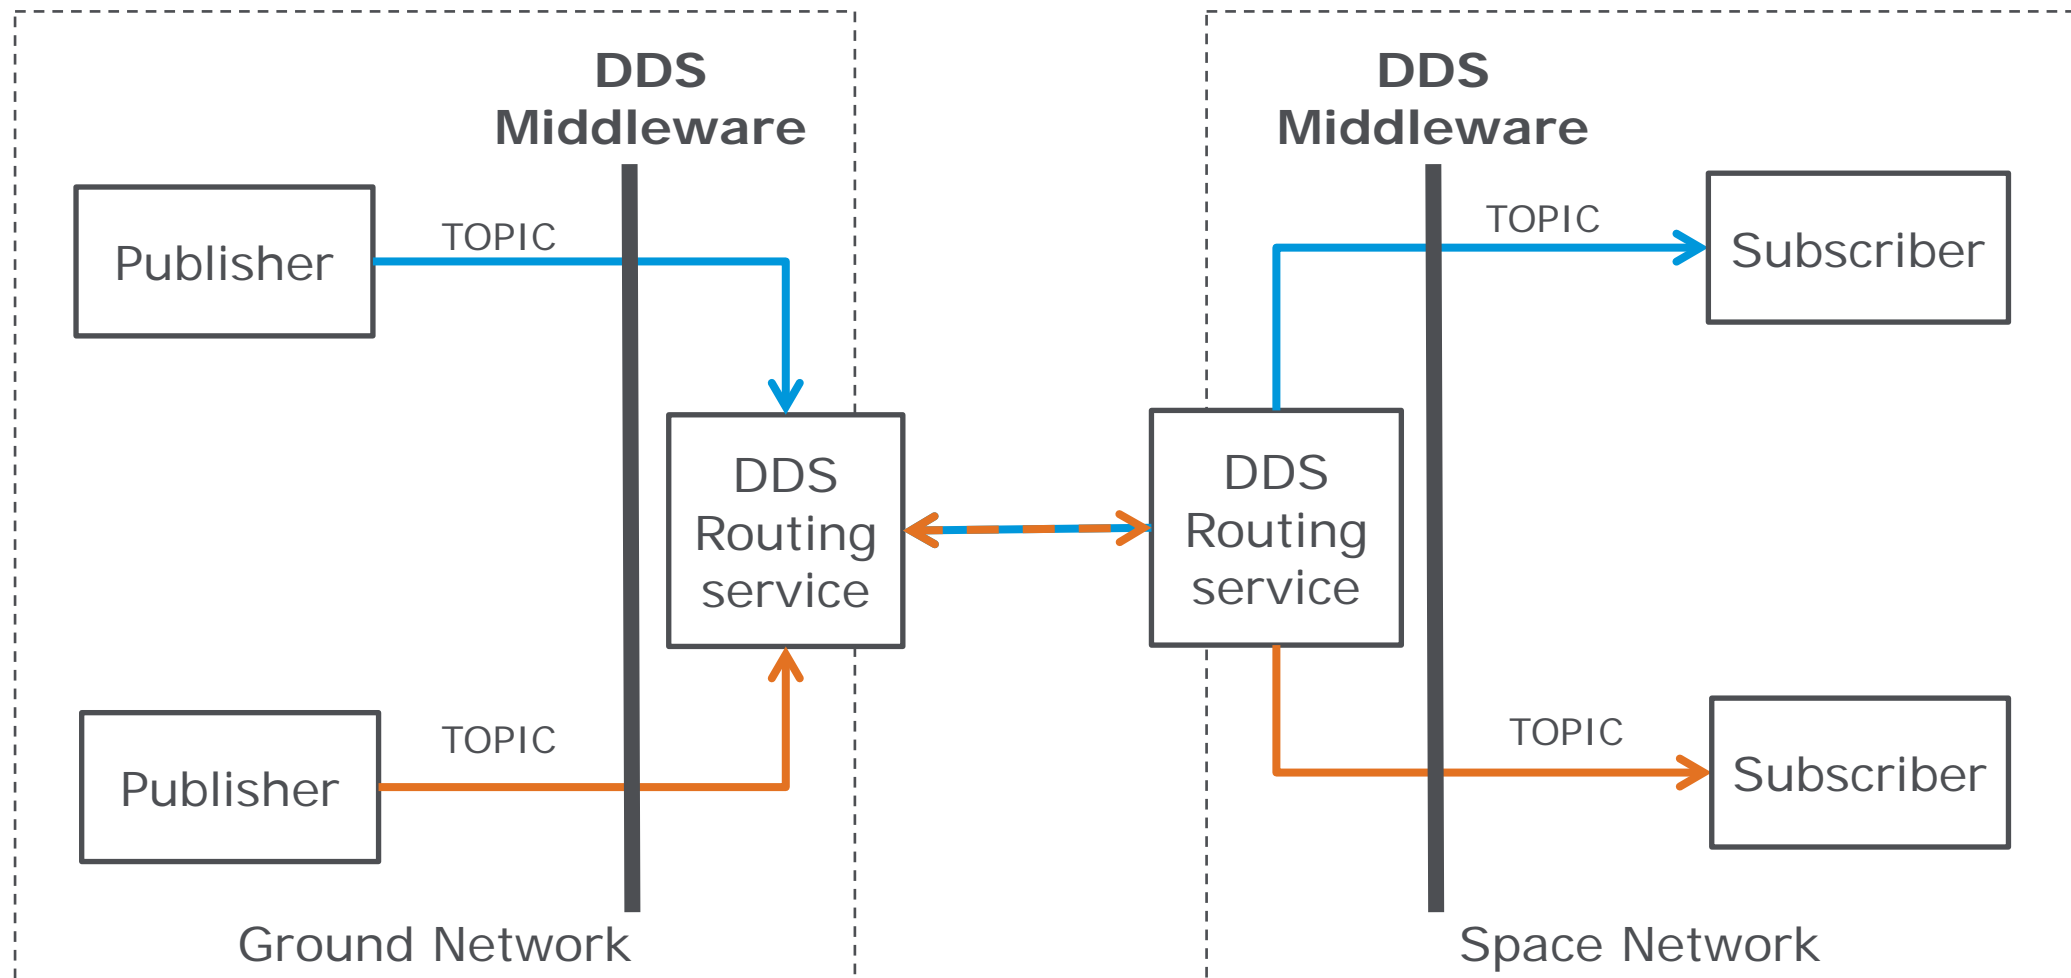 DDS
Middleware
DDS
Middleware
Publisher
TOPIC
TOPIC
Subscriber
DDS
Routing
service
DDS
Routing
service
Publisher
TOPIC
TOPIC
Subscriber
Ground Network
Space Network